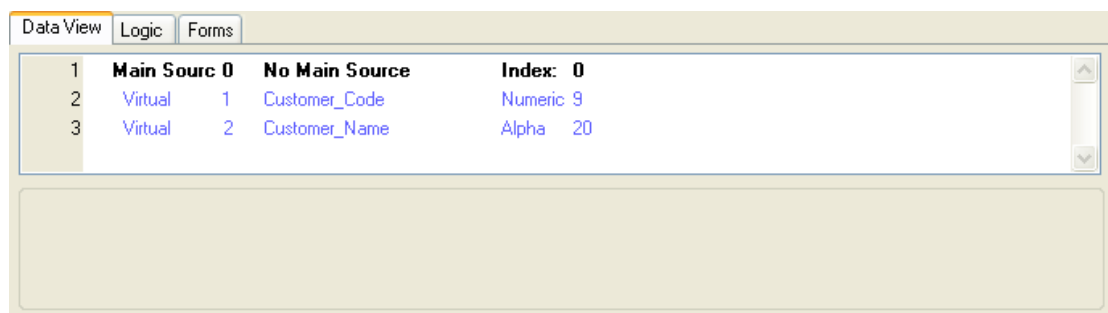 Data View Logic Forms
1 Main Sourc 0 No Main Source Index: 0
2 Virtual 1 Customer_Code Numeric 9
3 Virtual 2 Customer_Name Alpha 20